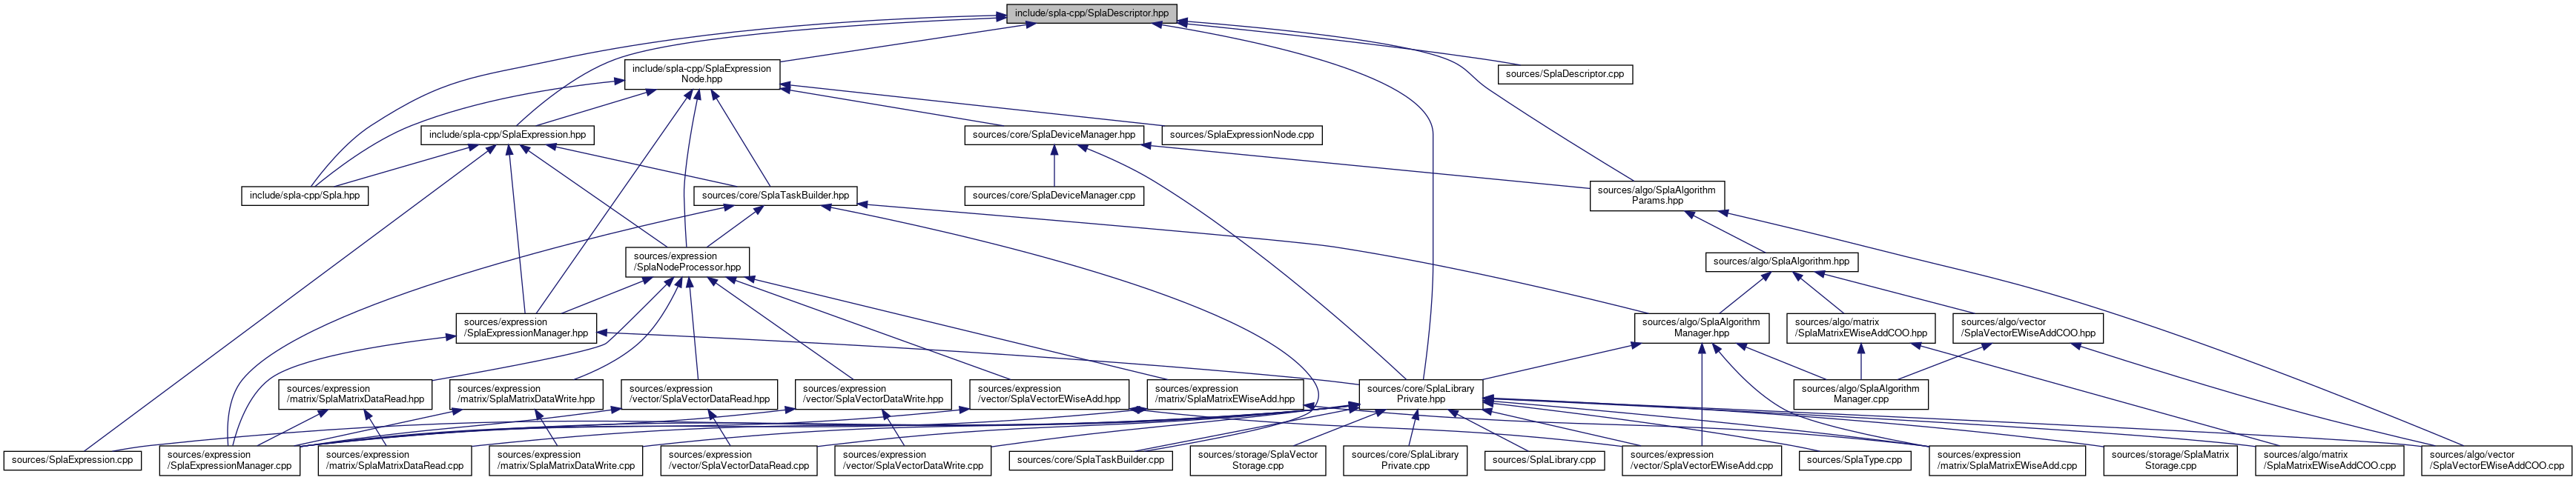 include/spla-cpp/SplaDescriptor.hpp
include/spla-cpp/SplaExpression
Node.hpp
sources/SplaDescriptor.cpp
include/spla-cpp/SplaExpression.hpp
sources/core/SplaDeviceManager.hpp
sources/SplaExpressionNode.cpp
include/spla-cpp/Spla.hpp
sources/core/SplaTaskBuilder.hpp
sources/core/SplaDeviceManager.cpp
sources/algo/SplaAlgorithm
Params.hpp
sources/expression
/SplaNodeProcessor.hpp
sources/algo/SplaAlgorithm.hpp
sources/expression
/SplaExpressionManager.hpp
sources/algo/SplaAlgorithm
Manager.hpp
sources/algo/matrix
/SplaMatrixEWiseAddCOO.hpp
sources/algo/vector
/SplaVectorEWiseAddCOO.hpp
sources/expression
/matrix/SplaMatrixDataRead.hpp
sources/expression
/matrix/SplaMatrixDataWrite.hpp
sources/expression
/vector/SplaVectorDataRead.hpp
sources/expression
/vector/SplaVectorDataWrite.hpp
sources/expression
/vector/SplaVectorEWiseAdd.hpp
sources/expression
/matrix/SplaMatrixEWiseAdd.hpp
sources/core/SplaLibrary
Private.hpp
sources/algo/SplaAlgorithm
Manager.cpp
sources/SplaExpression.cpp
sources/expression
/SplaExpressionManager.cpp
sources/expression
/matrix/SplaMatrixDataRead.cpp
sources/expression
/matrix/SplaMatrixDataWrite.cpp
sources/expression
/vector/SplaVectorDataRead.cpp
sources/expression
/vector/SplaVectorDataWrite.cpp
sources/core/SplaTaskBuilder.cpp
sources/storage/SplaVector
Storage.cpp
sources/core/SplaLibrary
Private.cpp
sources/SplaLibrary.cpp
sources/expression
/vector/SplaVectorEWiseAdd.cpp
sources/SplaType.cpp
sources/expression
/matrix/SplaMatrixEWiseAdd.cpp
sources/storage/SplaMatrix
Storage.cpp
sources/algo/matrix
/SplaMatrixEWiseAddCOO.cpp
sources/algo/vector
/SplaVectorEWiseAddCOO.cpp